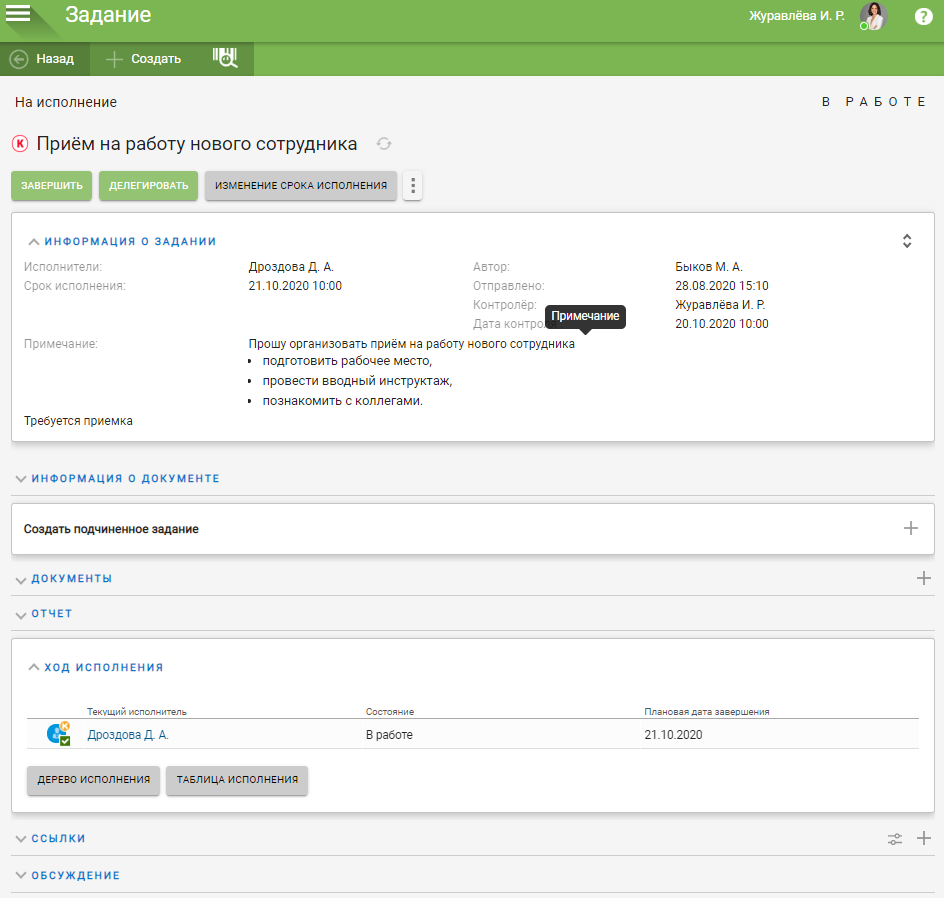 Задание
Журавлёва И. Р.
?
Назад
Создать
На исполнение
В РАБОТЕ
К Приём на работу нового сотрудника
ЗАВЕРШИТЬ
ДЕЛЕГИРОВАТЬ
ИЗМЕНЕНИЕ СРОКА ИСПОЛНЕНИЯ
ИНФОРМАЦИЯ О ЗАДАНИИ
Исполнители: Дроздова Д. А. Автор: Быков М. А.
Срок исполнения: 21.10.2020 10:00 Отправлено: 28.08.2020 15:10
Контролёр: Журавлёва И. Р.
Примечание
Дата контро 20.10.2020 10:00
Примечание: Прошу организовать приём на работу нового сотрудника
• подготовить рабочее место,
• провести вводный инструктаж,
• познакомить с коллегами.
Требуется приемка
ИНФОРМАЦИЯ О ДОКУМЕНТЕ
Создать подчиненное задание
ДОКУМЕНТЫ
ОТЧЕТ
ХОД ИСПОЛНЕНИЯ
Текущий исполнитель Состояние Плановая дата завершения
Дроздова Д. А. В работе 21.10.2020
ДЕРЕВО ИСПОЛНЕНИЯ
ТАБЛИЦА ИСПОЛНЕНИЯ
ССЫЛКИ
ОБСУЖДЕНИЕ